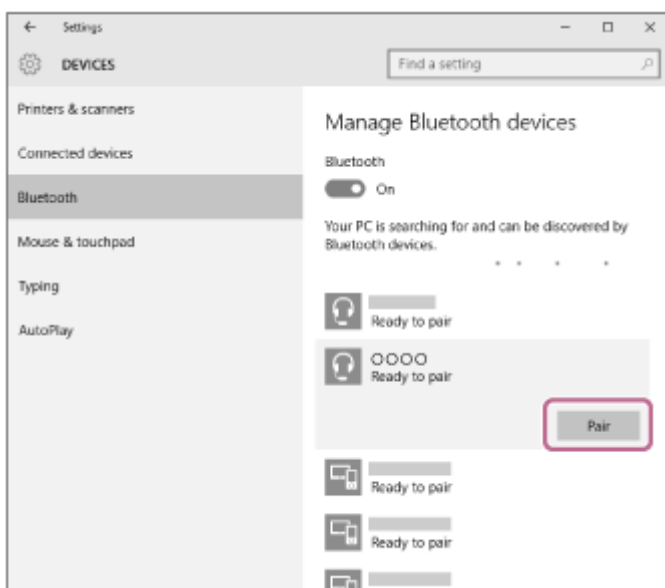 Settings
DEVICES
Find a setting
Printers & scanners
Connected devices
Bluetooth
Mouse & touchpad
Typing
AutoPlay
Manage Bluetooth devices
Bluetooth
On
Your PC is searching for and can be discovered by
Bluetooth devices.
Ready to pair
OOOO
Ready to pair
Pair
Ready to pair
Ready to pair